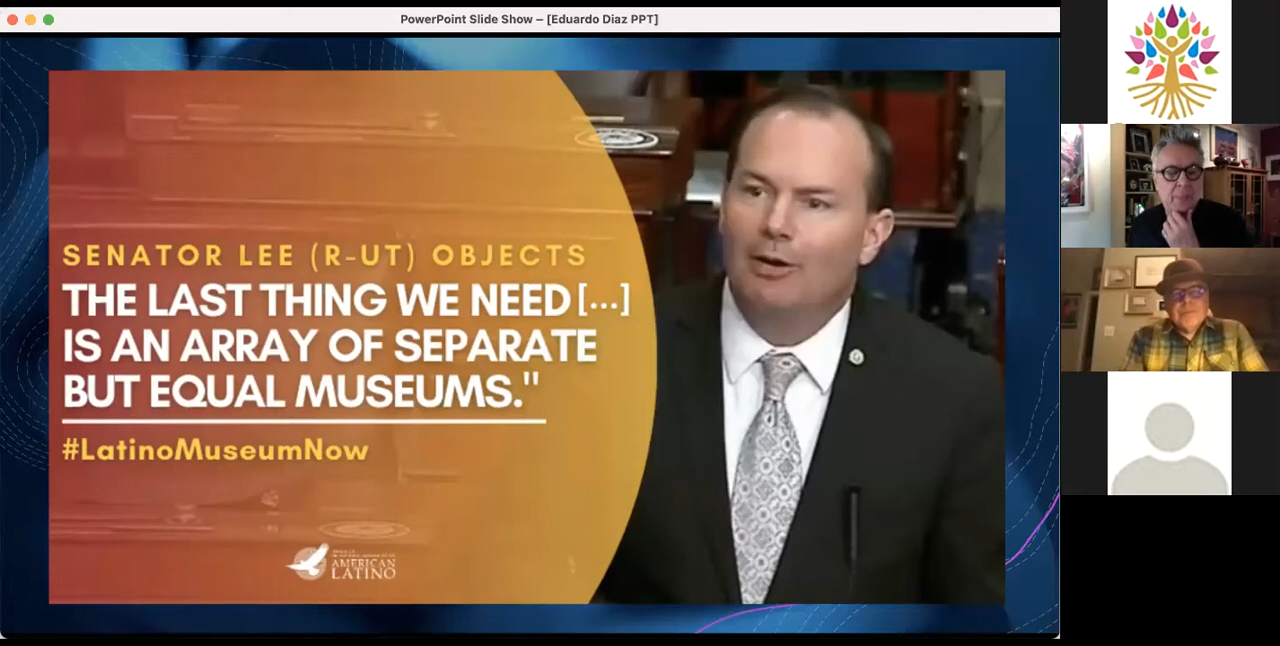 PowerPoint Slide Show – [Eduardo Diaz PPT]
SENATOR LEE (R-UT) OBJECTS
THE LAST THING WE NEED [...]
IS AN ARRAY OF SEPARATE
BUT EQUAL MUSEUMS."
#LatinoMuseumNow
AMERICAN
LATINO